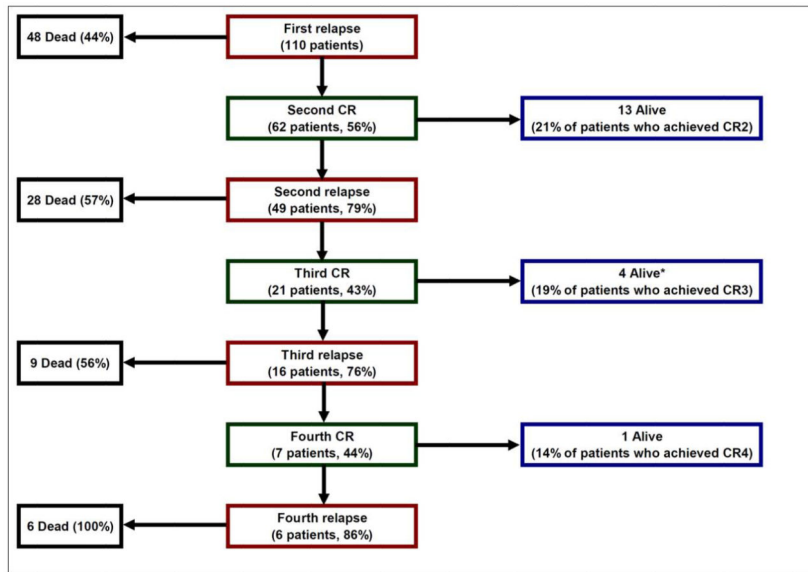 First relapse
(110 patients)
48 Dead (44%)
Second CR
(62 patients, 56%)
13 Alive
(21% of patients who achieved CR2)
Second relapse
(49 patients, 79%)
28 Dead (57%)
Third CR
(21 patients, 43%)
4 Alive*
(19% of patients who achieved CR3)
Third relapse
(16 patients, 76%)
9 Dead (56%)
Fourth CR
(7 patients, 44%)
1 Alive
(14% of patients who achieved CR4)
Fourth relapse
(6 patients, 86%)
6 Dead (100%)